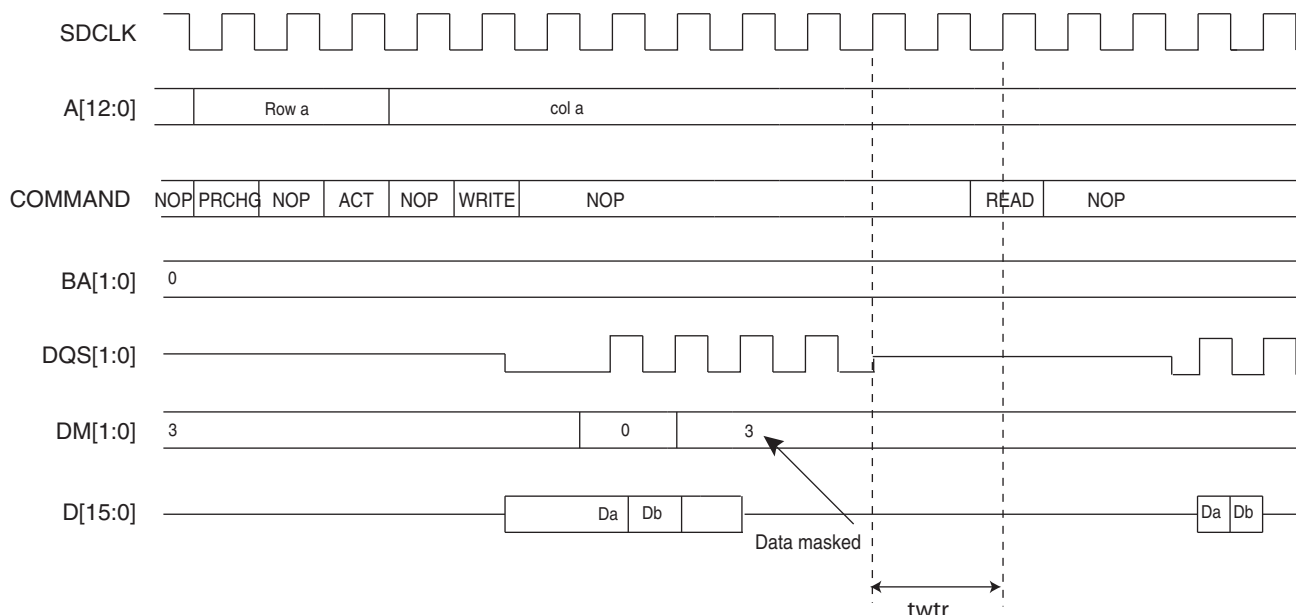 SDCLK
A[12:0] Row a col a
COMMAND NOP PRCHG NOP ACT NOP WRITE NOP READ NOP
BA[1:0] 0
DQS[1:0]
DM[1:0] 3 0 3
D[15:0] Da Db Da Db
Data masked
twtr